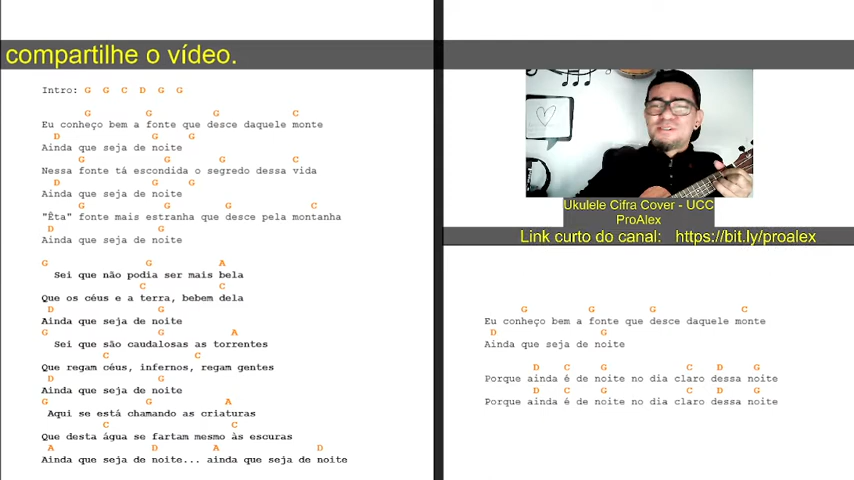 compartilhe o vídeo.
Intro: G G C D G G
G G G C
Eu conheço bem a fonte que desce daquele monte
D G G
Ainda que seja de noite
G G G C
Nessa fonte tá escondida o segredo dessa vida
D G G
Ainda que seja de noite
G G G C
"Êta" fonte mais estranha que desce pela montanha
D G
Ainda que seja de noite
G G A
Sei que não podia ser mais bela
C C
Que os céus e a terra, bebem dela
D G
Ainda que seja de noite
G G A
Sei que são caudalosas as torrentes
C C
Que regam céus, infernos, regam gentes
D G
Ainda que seja de noite
G G A
Aqui se está chamando as criaturas
C C
Que desta água se fartam mesmo às escuras
A D A D
Ainda que seja de noite... ainda que seja de noite
Ukulele Cifra Cover - UCC
ProAlex
Link curto do canal: https://bit.ly/proalex
G G G C
Eu conheço bem a fonte que desce daquele monte
D G
Ainda que seja de noite
D C G C D G
Porque ainda é de noite no dia claro dessa noite
D C G C D G
Porque ainda é de noite no dia claro dessa noite